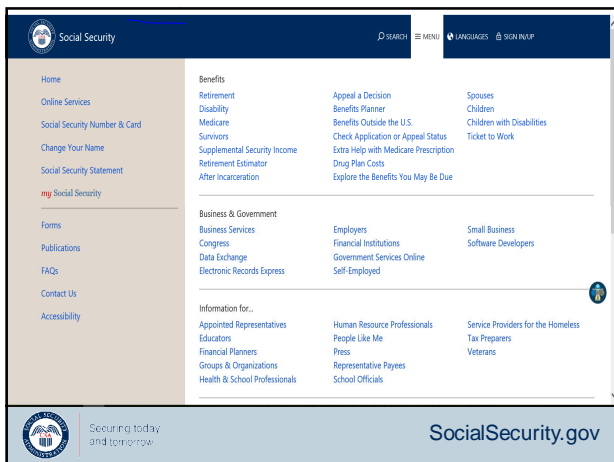 Social Security
SEARCH MENU LANGUAGES SIGN IN/UP
Home
Online Services
Social Security Number & Card
Change Your Name
Social Security Statement
my Social Security
Forms
Publications
FAQs
Contact Us
Accessibility
Benefits
Retirement
Disability
Medicare
Survivors
Supplemental Security Income
Retirement Estimator
After Incarceration
Appeal a Decision
Benefits Planner
Benefits Outside the U.S.
Check Application or Appeal Status
Extra Help with Medicare Prescription
Drug Plan Costs
Explore the Benefits You May Be Due
Spouses
Children
Children with Disabilities
Ticket to Work
Business & Government
Business Services
Congress
Data Exchange
Electronic Records Express
Employers
Financial Institutions
Government Services Online
Self-Employed
Small Business
Software Developers
Information for...
Appointed Representatives
Educators
Financial Planners
Groups & Organizations
Health & School Professionals
Human Resource Professionals
People Like Me
Press
Representative Payees
School Officials
Service Providers for the Homeless
Tax Preparers
Veterans
SOCIAL SECURITY ADMINISTRATION
USA
Securing today
and tomorrow
SocialSecurity.gov